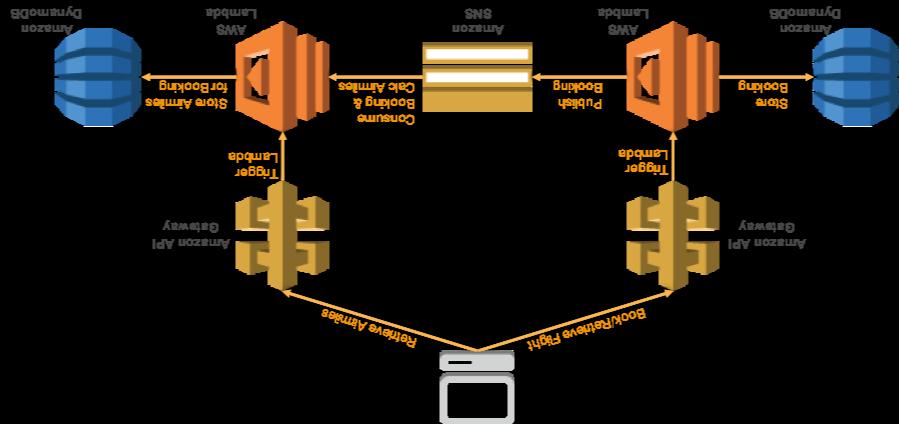 Book/Retrieve Flight
Retrieve Airmiles
Amazon API
Gateway
Amazon API
Gateway
Trigger
Lambda
Trigger
Lambda
Store
Booking
Publish
Booking
Consume
Booking &
Calc Airmiles
Store Airmiles
for Booking
Amazon
DynamoDB
AWS
Lambda
Amazon
SNS
AWS
Lambda
Amazon
DynamoDB